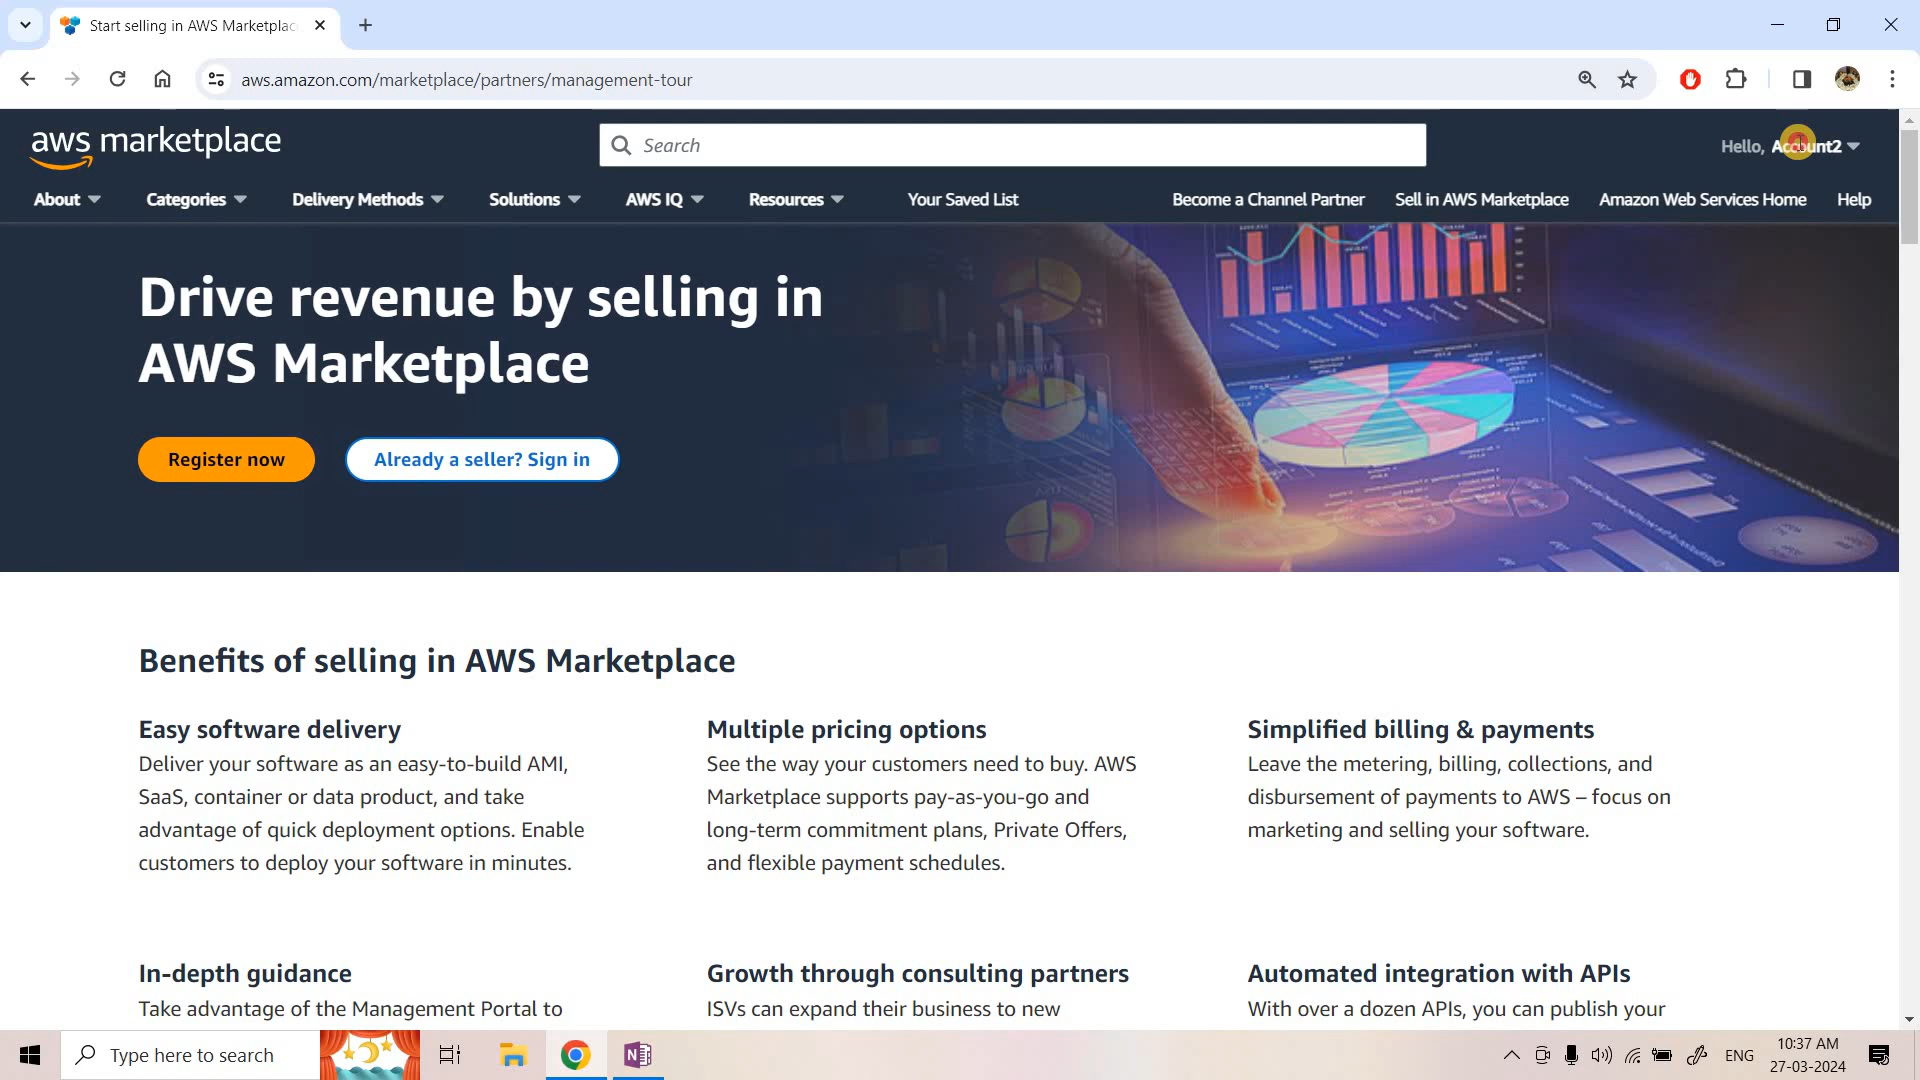 Start selling in AWS Marketplac
aws.amazon.com/marketplace/partners/management-tour
aws marketplace
Search
Hello, Account2
About
Categories
Delivery Methods
Solutions
AWS IQ
Resources
Your Saved List
Become a Channel Partner
Sell in AWS Marketplace
Amazon Web Services Home
Help
Drive revenue by selling in
AWS Marketplace
Register now
Already a seller? Sign in
Benefits of selling in AWS Marketplace
Easy software delivery
Deliver your software as an easy-to-build AMI,
SaaS, container or data product, and take
advantage of quick deployment options. Enable
customers to deploy your software in minutes.
Multiple pricing options
See the way your customers need to buy. AWS
Marketplace supports pay-as-you-go and
long-term commitment plans, Private Offers,
and flexible payment schedules.
Simplified billing & payments
Leave the metering, billing, collections, and
disbursement of payments to AWS – focus on
marketing and selling your software.
In-depth guidance
Take advantage of the Management Portal to
Growth through consulting partners
ISVs can expand their business to new
Automated integration with APIs
With over a dozen APIs, you can publish your
Type here to search
ENG
10:37 AM
27-03-2024